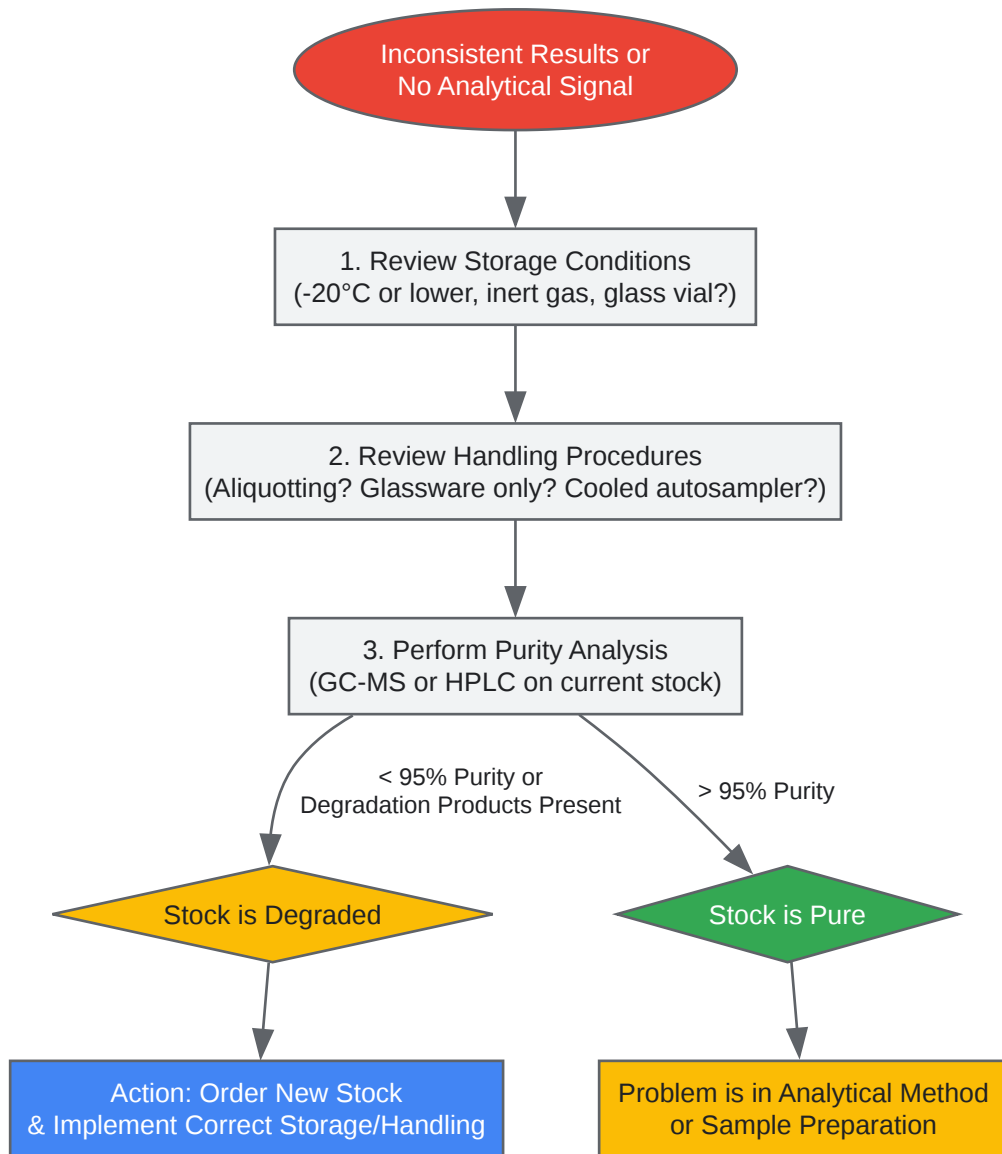 Inconsistent Results or
No Analytical Signal
1. Review Storage Conditions
(-20°C or lower, inert gas, glass vial?)
2. Review Handling Procedures
(Aliquotting? Glassware only? Cooled autosampler?)
3. Perform Purity Analysis
(GC-MS or HPLC on current stock)
< 95% Purity or
Degradation Products Present
> 95% Purity
Stock is Degraded
Stock is Pure
Action: Order New Stock
& Implement Correct Storage/Handling
Problem is in Analytical Method
or Sample Preparation